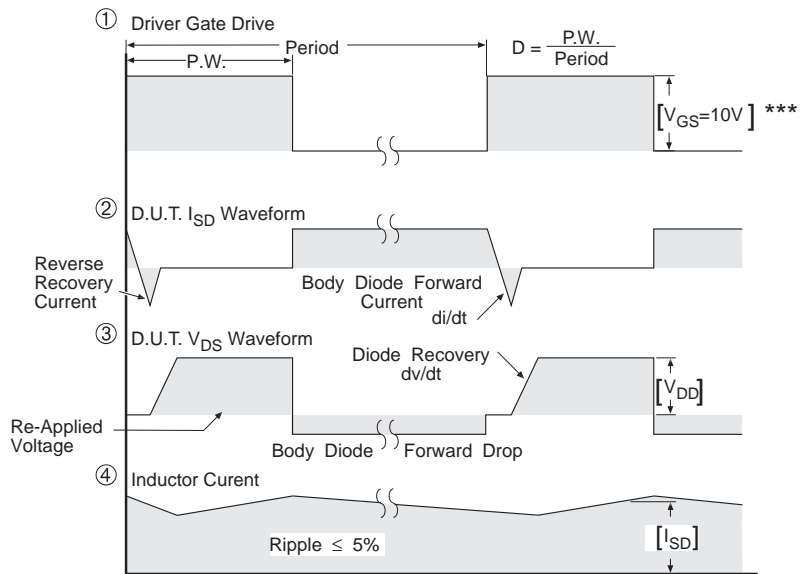 ① Driver Gate Drive
Period
P.W.
D = P.W. / Period
[VGS=10V] ***
② D.U.T. ISD Waveform
Reverse
Recovery
Current
Body Diode Forward
Current
di/dt
③ D.U.T. VDS Waveform
Diode Recovery
dv/dt
[VDD]
Re-Applied
Voltage
Body Diode Forward Drop
④ Inductor Curent
Ripple ≤ 5%
[ISD]